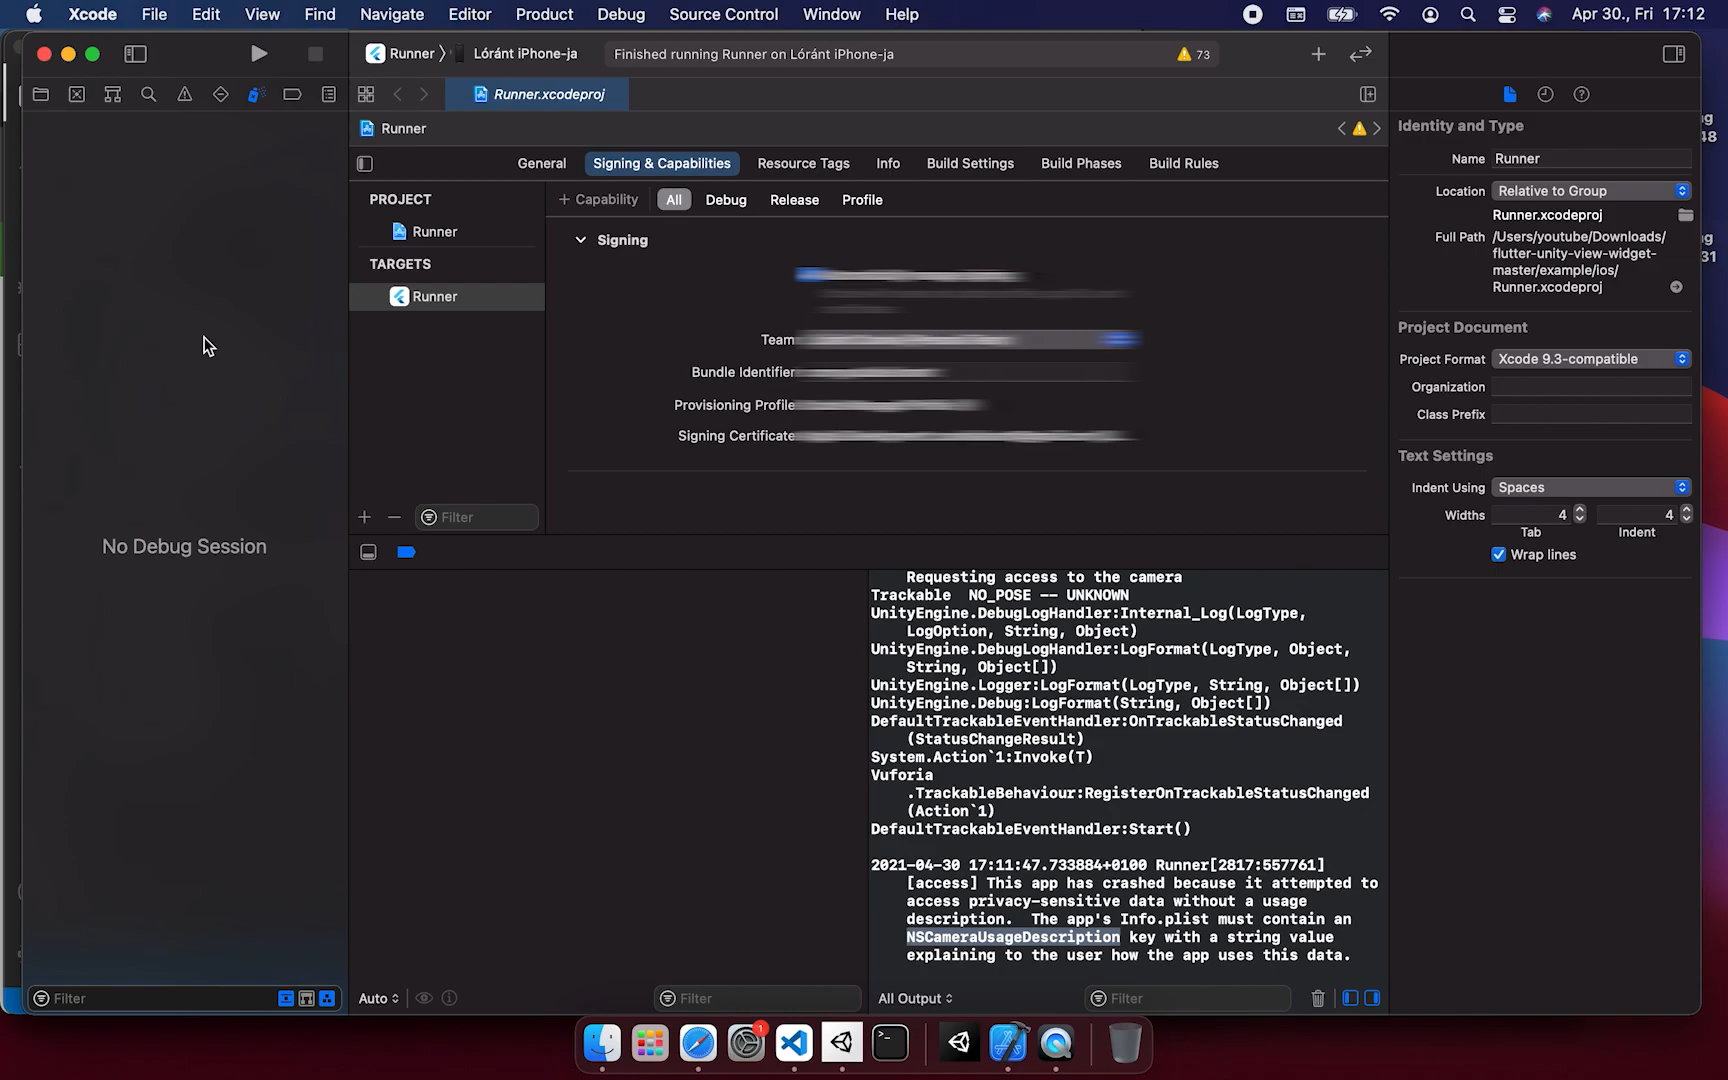 Xcode File Edit View Find Navigate Editor Product Debug Source Control Window Help Apr 30., Fri 17:12
Runner Lóránt iPhone-ja Finished running Runner on Lóránt iPhone-ja 73
Runner.xcodeproj
Runner
General Signing & Capabilities Resource Tags Info Build Settings Build Phases Build Rules
PROJECT
Runner
TARGETS
Runner
+ Capability All Debug Release Profile
Signing
Team
Bundle Identifier
Provisioning Profile
Signing Certificate
Filter
No Debug Session
Filter
Auto
Filter
Requesting access to the camera
Trackable NO_POSE -- UNKNOWN
UnityEngine.DebugLogHandler:Internal_Log(LogType,
LogOption, String, Object)
UnityEngine.DebugLogHandler:LogFormat(LogType, Object,
String, Object[])
UnityEngine.Logger:LogFormat(LogType, String, Object[])
UnityEngine.Debug:LogFormat(String, Object[])
DefaultTrackableEventHandler:OnTrackableStatusChanged
(StatusChangeResult)
System.Action`1:Invoke(T)
Vuforia
.TrackableBehaviour:RegisterOnTrackableStatusChanged
(Action`1)
DefaultTrackableEventHandler:Start()
2021-04-30 17:11:47.733884+0100 Runner[2817:557761]
[access] This app has crashed because it attempted to
access privacy-sensitive data without a usage
description. The app's Info.plist must contain an
NSCameraUsageDescription key with a string value
explaining to the user how the app uses this data.
All Output
Filter
Identity and Type
Name Runner
Location Relative to Group
Runner.xcodeproj
Full Path /Users/youtube/Downloads/
flutter-unity-view-widget-
master/example/ios/
Runner.xcodeproj
Project Document
Project Format Xcode 9.3-compatible
Organization
Class Prefix
Text Settings
Indent Using Spaces
Widths 4 4
Tab Indent
Wrap lines
1